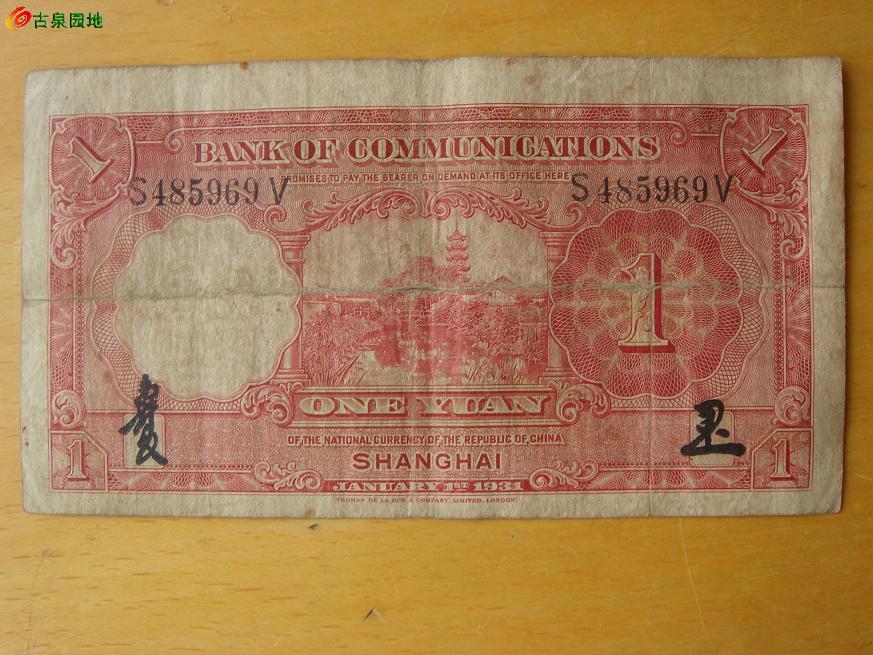 古泉园地
1 BANK OF COMMUNICATIONS 1
PROMISES TO PAY THE BEARER ON DEMAND AT ITS OFFICE HERE
S485969V S485969V
1
ONE YUAN
OF THE NATIONAL CURRENCY OF THE REPUBLIC OF CHINA
1 SHANGHAI 1
JANUARY 1ST 1931
THOMAS DE LA RUE & COMPANY, LIMITED, LONDON